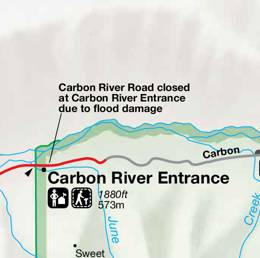 Carbon River Road closed
at Carbon River Entrance
due to flood damage
Carbon
Carbon River Entrance
1880ft
573m
June
Creek
Sweet